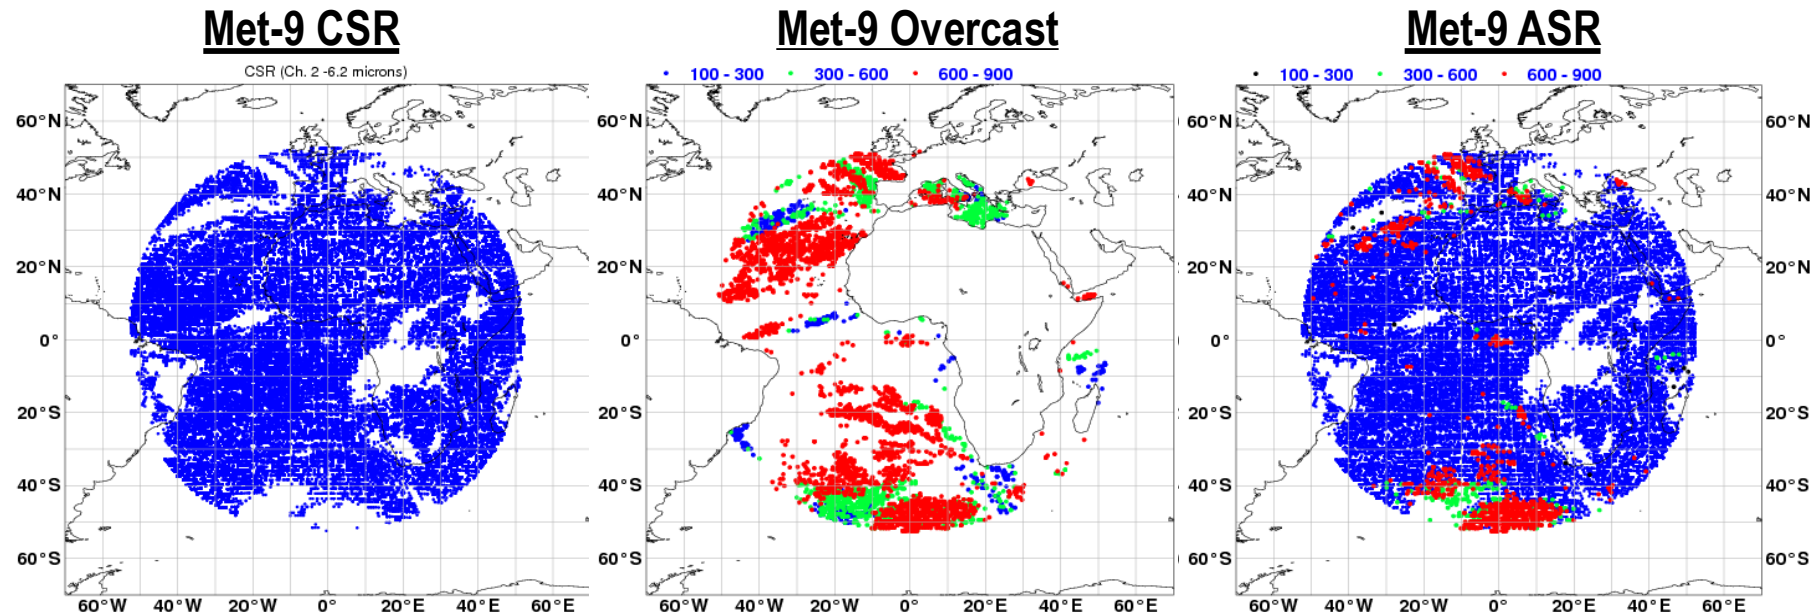 Met-9 CSR
Met-9 Overcast
Met-9 ASR
CSR (Ch. 2 -6.2 microns)
100 - 300 300 - 600 600 - 900
100 - 300 300 - 600 600 - 900
60°N 60°N 60°N 60°N
40°N 40°N 40°N 40°N
20°N 20°N 20°N 20°N
0° 0° 0° 0°
20°S 20°S 20°S 20°S
40°S 40°S 40°S 40°S
60°S 60°S 60°S 60°S
60°W 40°W 20°W 0° 20°E 40°E 60°E
60°W 40°W 20°W 0° 20°E 40°E 60°E
60°W 40°W 20°W 0° 20°E 40°E 60°E